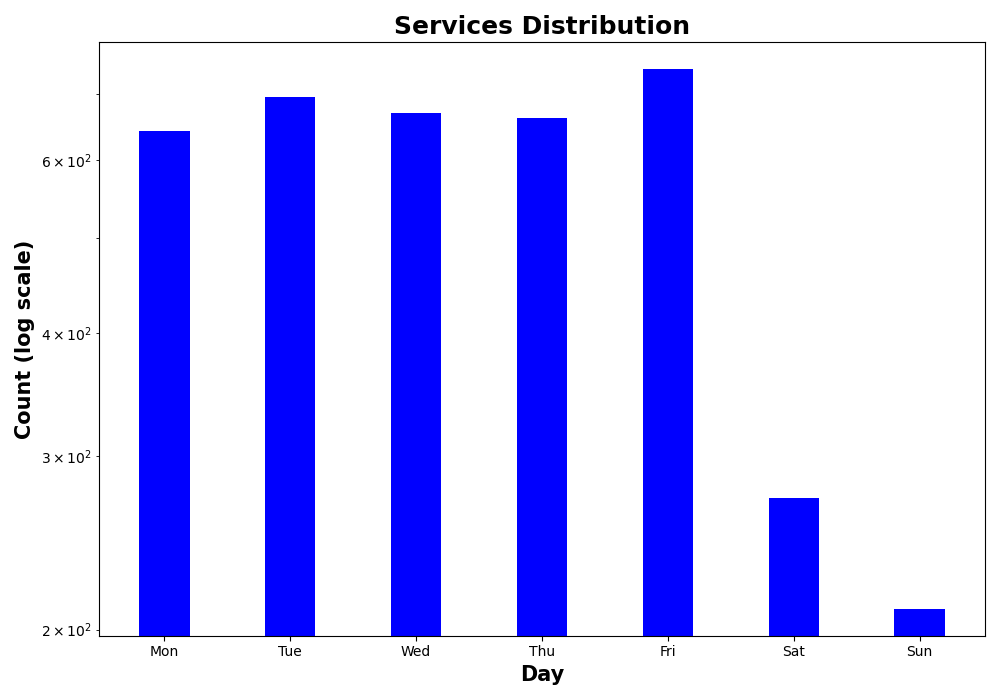 Services Distribution
Count (log scale)
6 × 10²
4 × 10²
3 × 10²
2 × 10²
Mon Tue Wed Thu Fri Sat Sun
Day